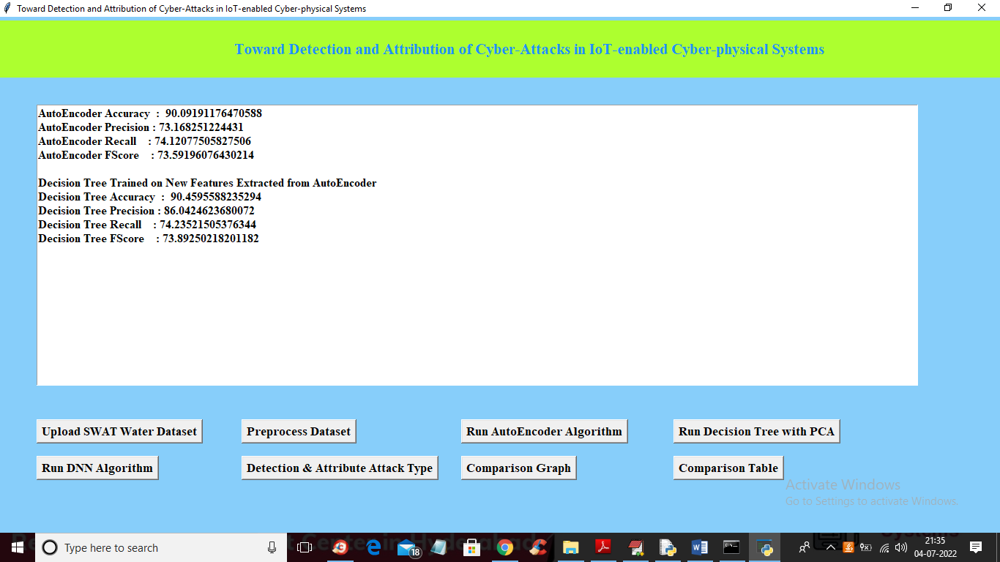 Toward Detection and Attribution of Cyber-Attacks in IoT-enabled Cyber-physical Systems
Toward Detection and Attribution of Cyber-Attacks in IoT-enabled Cyber-physical Systems
AutoEncoder Accuracy : 90.09191176470588
AutoEncoder Precision : 73.168251224431
AutoEncoder Recall : 74.12077505827506
AutoEncoder FScore : 73.59196076430214
Decision Tree Trained on New Features Extracted from AutoEncoder
Decision Tree Accuracy : 90.4595588235294
Decision Tree Precision : 86.0424623680072
Decision Tree Recall : 74.23521505376344
Decision Tree FScore : 73.89250218201182
Upload SWAT Water Dataset
Preprocess Dataset
Run AutoEncoder Algorithm
Run Decision Tree with PCA
Run DNN Algorithm
Detection & Attribute Attack Type
Comparison Graph
Comparison Table
Activate Windows
Go to Settings to activate Windows.
Type here to search
18
21:35
04-07-2022